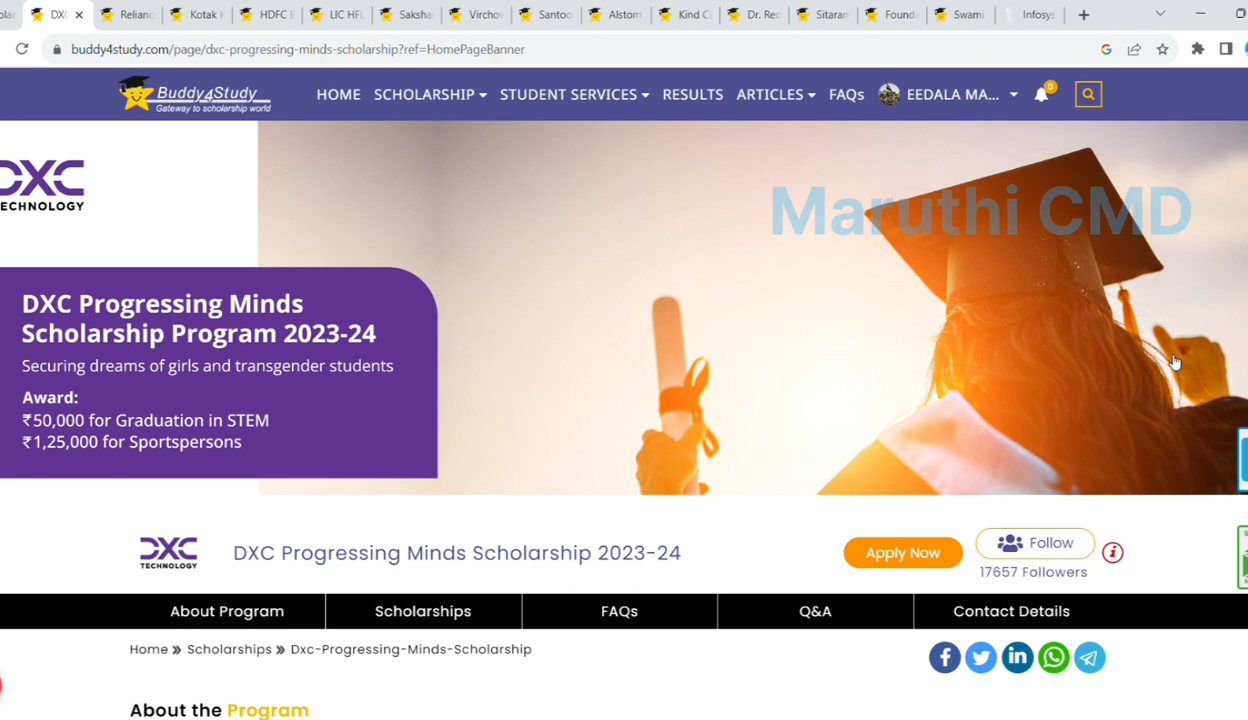 DXC
Relianc
Kotak K
HDFC B
LIC HFL
Saksha
Virchov
Santoo
Alstom
Kind Ci
Dr. Red
Sitaram
Founda
Swami
Infosys
buddy4study.com/page/dxc-progressing-minds-scholarship?ref=HomePageBanner
Buddy4Study
Gateway to scholarship world
HOME
SCHOLARSHIP
STUDENT SERVICES
RESULTS
ARTICLES
FAQs
EEDALA MA...
0
DXC
TECHNOLOGY
Maruthi CMD
DXC Progressing Minds
Scholarship Program 2023-24
Securing dreams of girls and transgender students
Award:
₹50,000 for Graduation in STEM
₹1,25,000 for Sportspersons
DXC
TECHNOLOGY
DXC Progressing Minds Scholarship 2023-24
Apply Now
Follow
17657 Followers
About Program
Scholarships
FAQs
Q&A
Contact Details
Home » Scholarships » Dxc-Progressing-Minds-Scholarship
About the Program